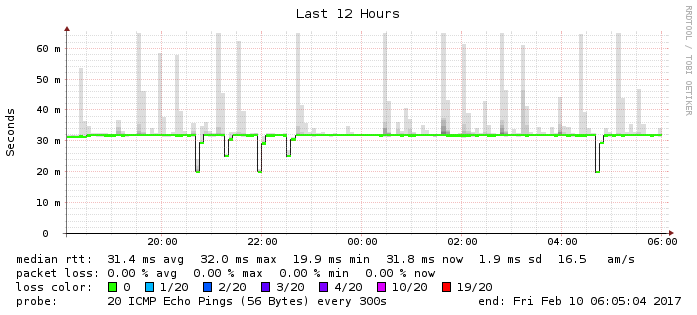 Last 12 Hours
RRDTOOL / TOBI OETIKER
Seconds
60 m
50 m
40 m
30 m
20 m
10 m
0
20:00 22:00 00:00 02:00 04:00 06:00
median rtt: 31.4 ms avg 32.0 ms max 19.9 ms min 31.8 ms now 1.9 ms sd 16.5 am/s
packet loss: 0.00 % avg 0.00 % max 0.00 % min 0.00 % now
loss color: 0 1/20 2/20 3/20 4/20 10/20 19/20
probe: 20 ICMP Echo Pings (56 Bytes) every 300s end: Fri Feb 10 06:05:04 2017